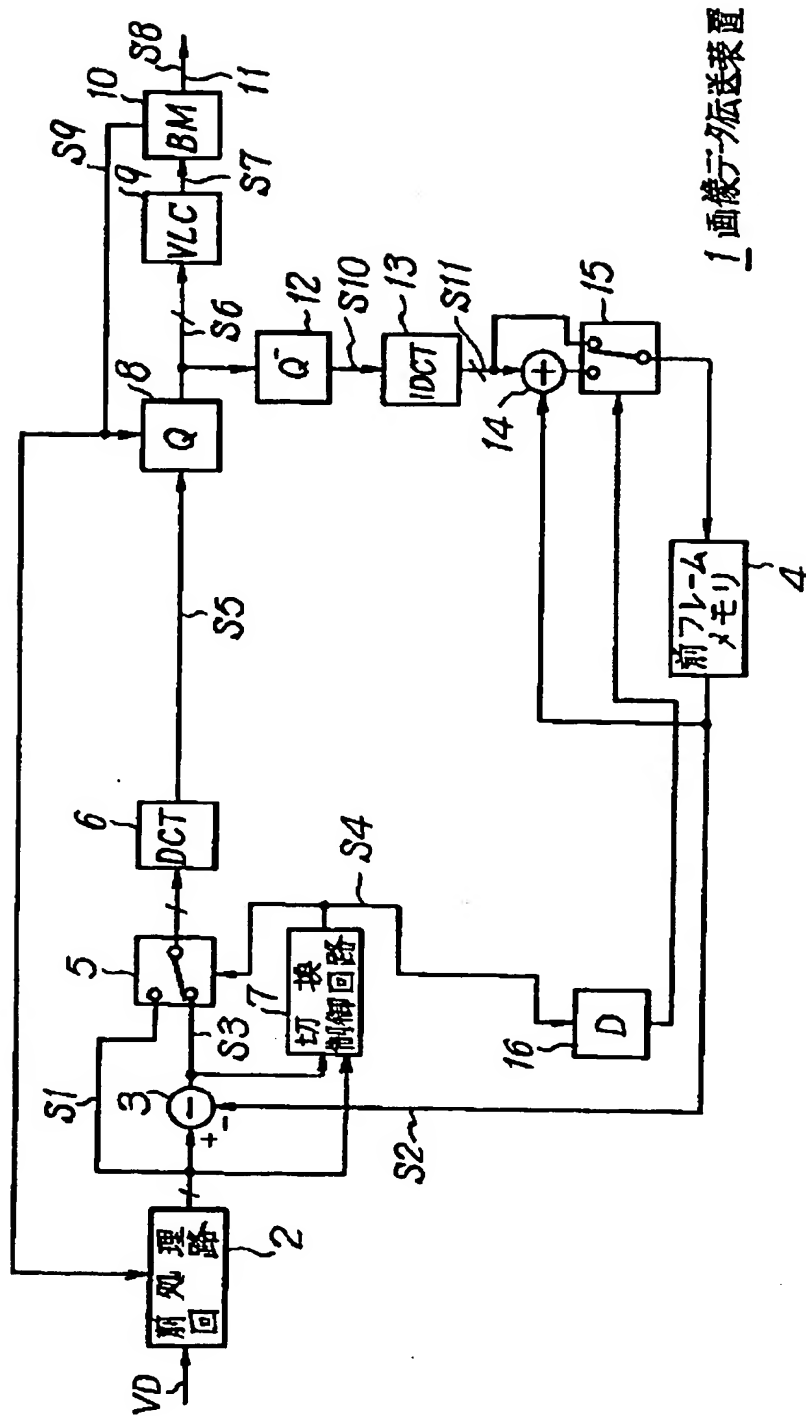 S9
S1
5
6
8
9
10
VD
前処理
回路
2
+
-
3
−
S3
DCT
S5
Q
S6
VLC
S7
BM
S8
11
7
切換
制御回路
S4
Q⁻
12
S10
IDCT
13
S11
14
+
15
S2
16
D
前フレーム
メモリ
4
1 画像データ伝送装置